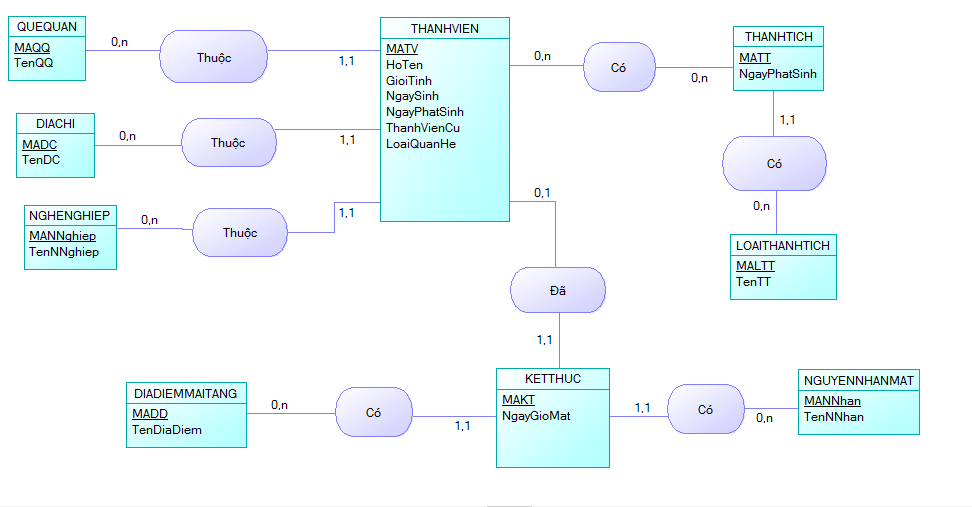 QUEQUAN
MAQQ
TenQQ
0,n
Thuộc
1,1
THANHVIEN
MATV
HoTen
GioiTinh
NgaySinh
NgayPhatSinh
ThanhVienCu
LoaiQuanHe
0,n
Có
0,n
THANHTICH
MATT
NgayPhatSinh
1,1
Có
0,n
LOAITHANHTICH
MALTT
TenTT
DIACHI
MADC
TenDC
0,n
Thuộc
1,1
NGHENGHIEP
MANNghiep
TenNNghiep
0,n
Thuộc
1,1
0,1
Đã
1,1
KETTHUC
MAKT
NgayGioMat
DIADIEMMAITANG
MADD
TenDiaDiem
0,n
Có
1,1
1,1
Có
0,n
NGUYENNHANMAT
MANNhan
TenNNhan